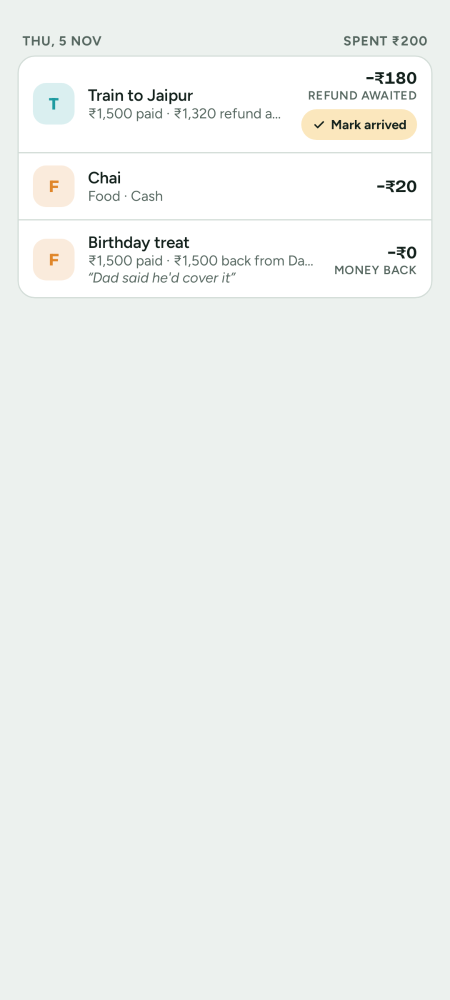 THU, 5 NOV
SPENT ₹200
T
Train to Jaipur
₹1,500 paid · ₹1,320 refund a...
−₹180
REFUND AWAITED
✓ Mark arrived
F
Chai
Food · Cash
−₹20
F
Birthday treat
₹1,500 paid · ₹1,500 back from Da...
“Dad said he'd cover it”
−₹0
MONEY BACK